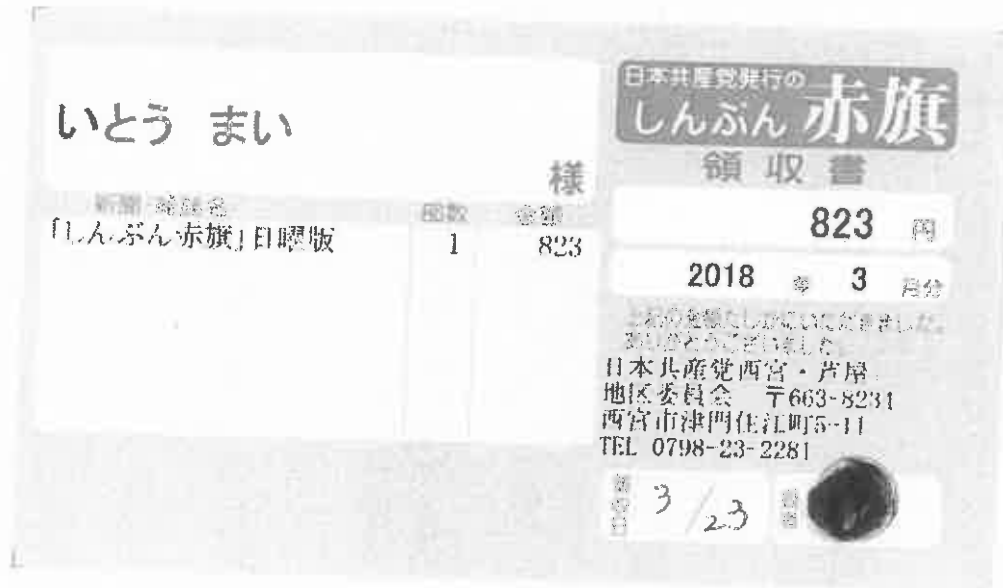 いとう まい
様
新聞 雑誌名 部数 金額
「しんぶん赤旗」日曜版 1 823
日本共産党発行の
しんぶん 赤旗
領収書
823 円
2018 年 3 月分
上記の金額たしかにいただきました。
ありがとうございました。
日本共産党西宮・芦屋
地区委員会 〒663-8231
西宮市津門住江町5-11
TEL 0798-23-2281
領収日 3/23